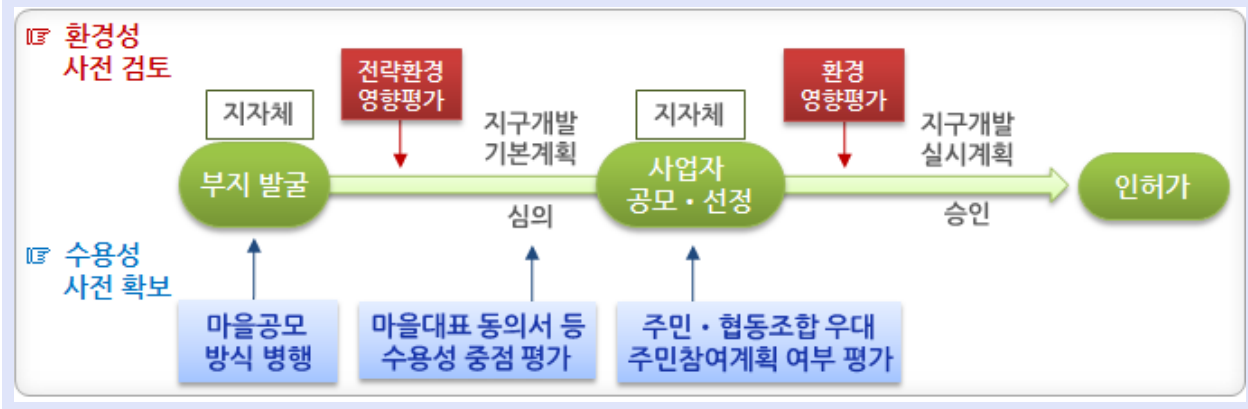 ☞ 환경성
사전 검토
전략환경
영향평가
환경
영향평가
지자체
지구개발
기본계획
지자체
지구개발
실시계획
부지 발굴
사업자
공모・선정
인허가
심의
승인
☞ 수용성
사전 확보
마을공모
방식 병행
마을대표 동의서 등
수용성 중점 평가
주민・협동조합 우대
주민참여계획 여부 평가